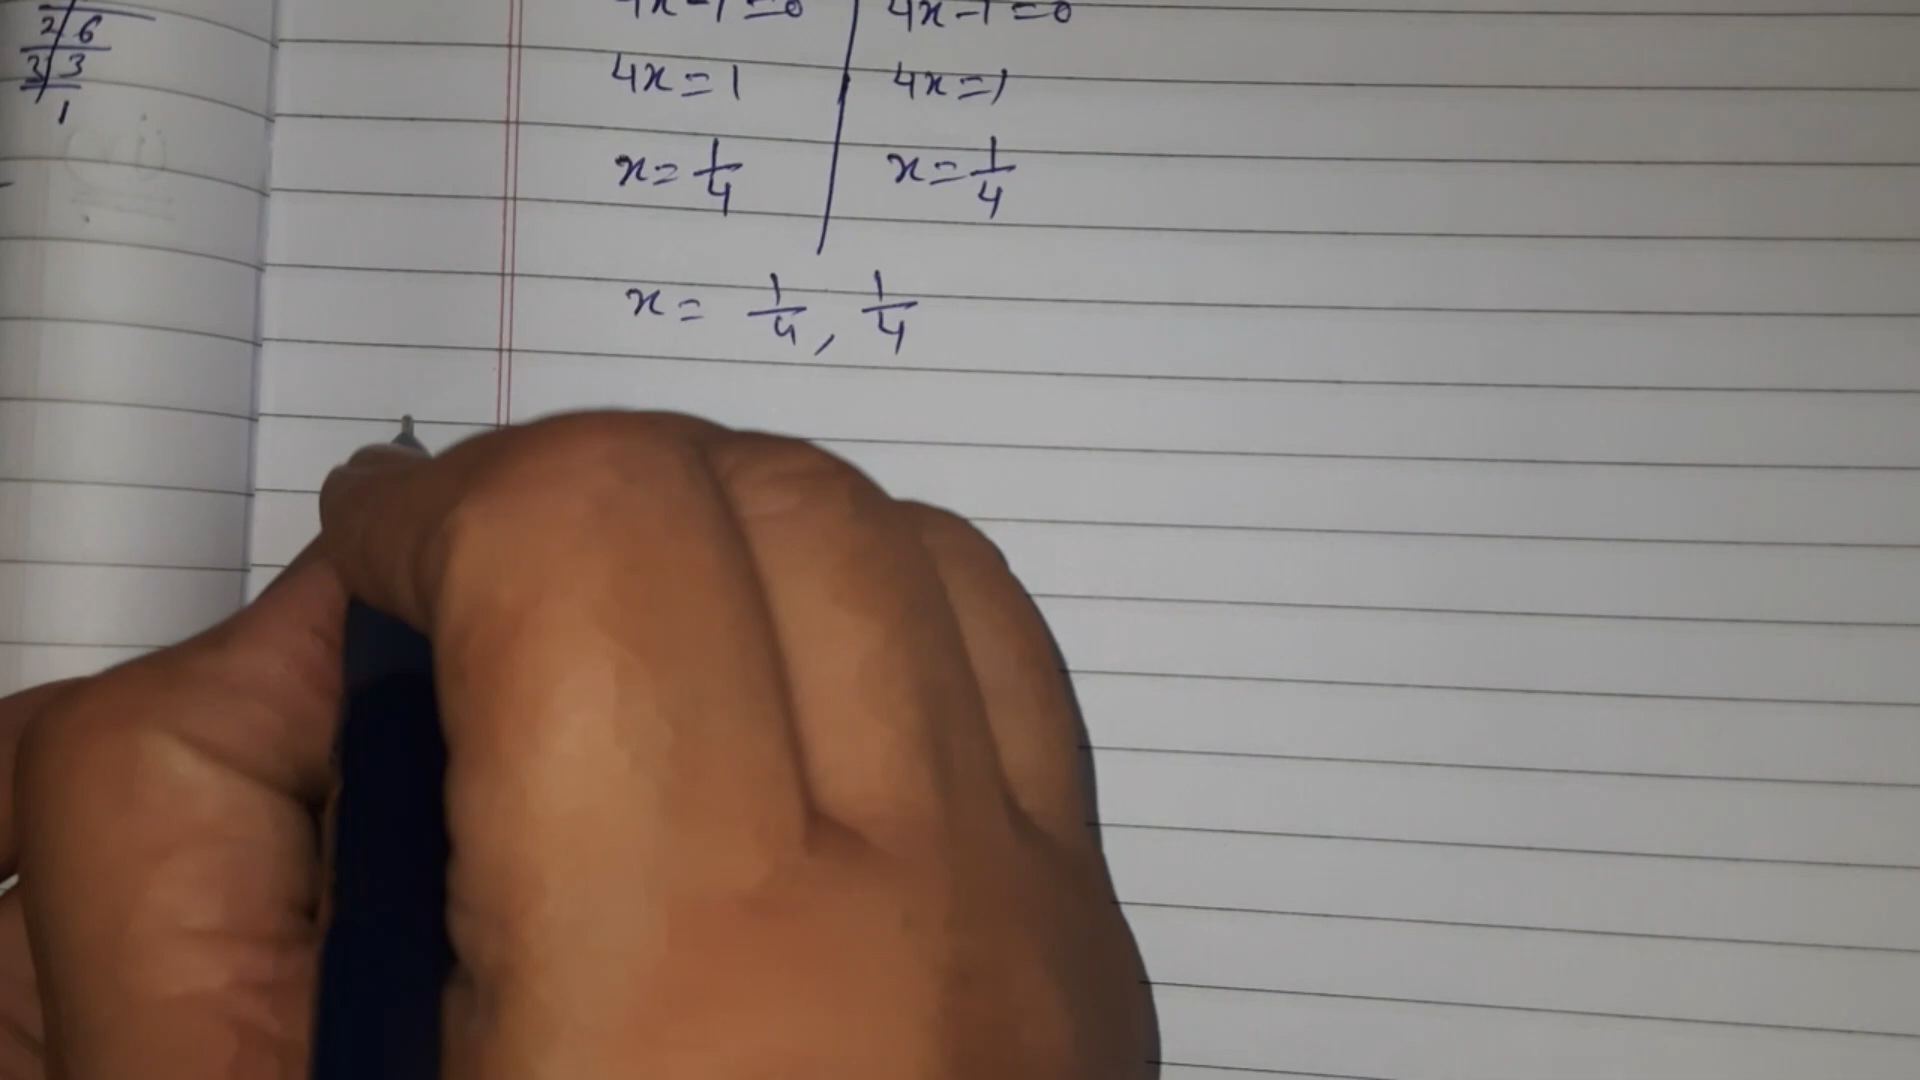 2 6
3 3
1
4x-1=0 4x-1=0
4x=1 4x=1
x=1/4 x=1/4
x= 1/4, 1/4